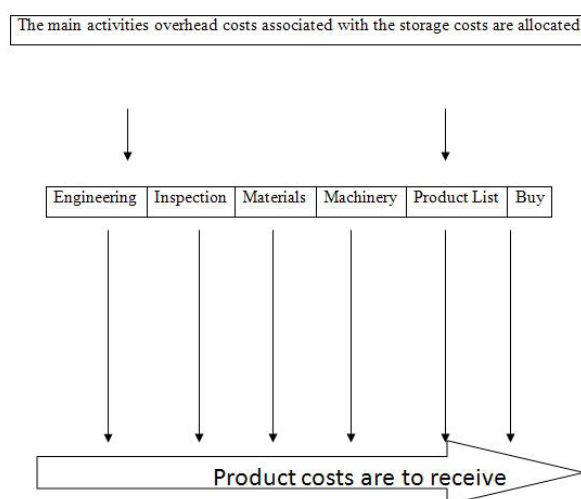 The main activities overhead costs associated with the storage costs are allocated
Engineering Inspection Materials Machinery Product List Buy
Product costs are to receive